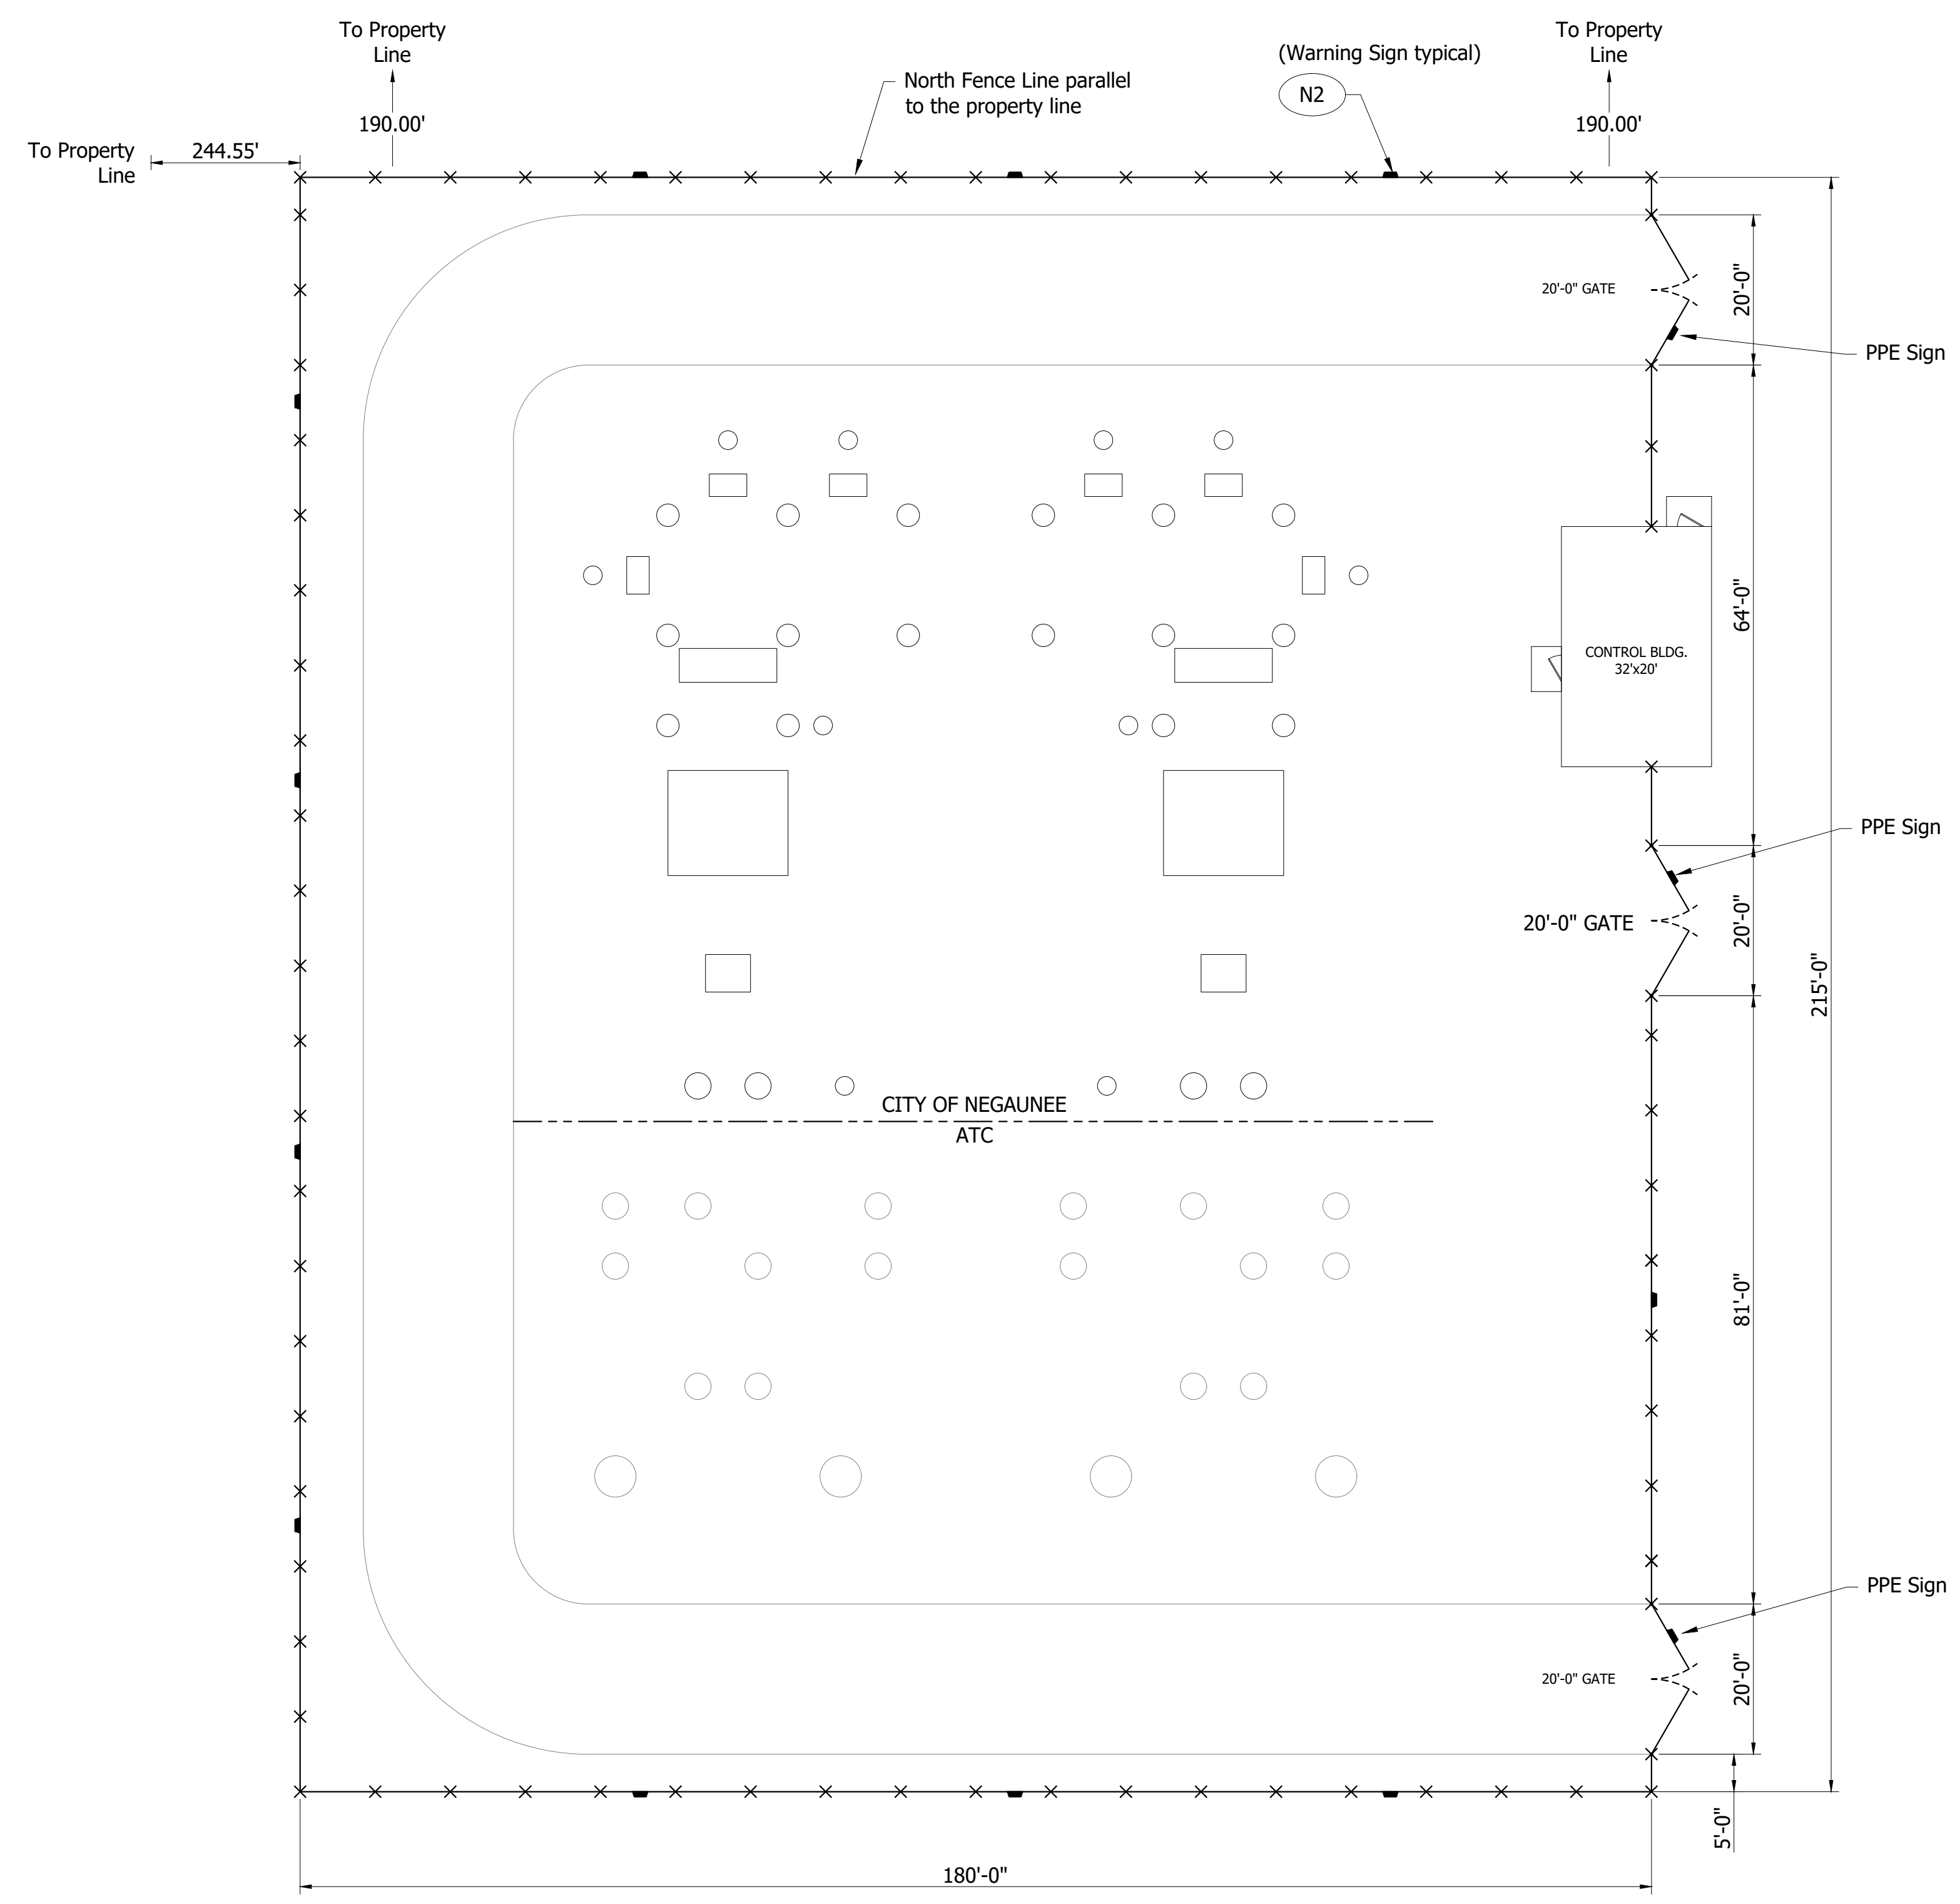 To Property
Line
To Property
Line
(Warning Sign typical)
North Fence Line parallel
to the property line
N2
190.00'
190.00'
To Property
Line
244.55'
20'-0" GATE
20'-0"
PPE Sign
64'-0"
CONTROL BLDG.
32'x20'
PPE Sign
20'-0" GATE
20'-0"
215'-0"
CITY OF NEGAUNEE
ATC
81'-0"
PPE Sign
20'-0" GATE
20'-0"
5'-0"
180'-0"